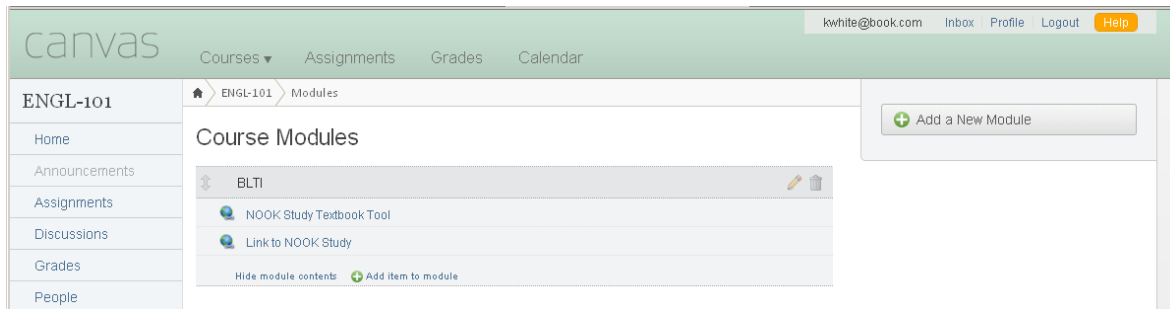 kwhite@book.com Inbox Profile Logout Help
canvas
Courses ▾ Assignments Grades Calendar
ENGL-101
ENGL-101 Modules
Add a New Module
Course Modules
Home
Announcements
BLTI
Assignments
NOOK Study Textbook Tool
Discussions
Link to NOOK Study
Grades
Hide module contents Add item to module
People